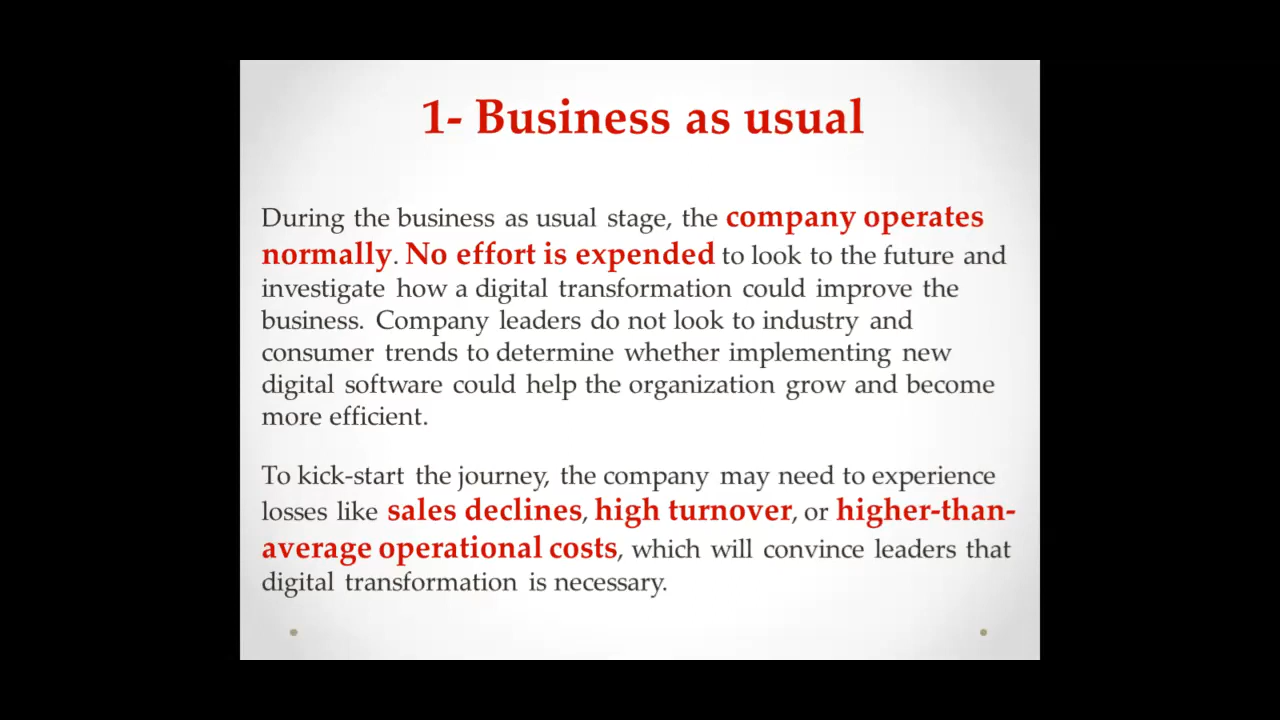 1- Business as usual
During the business as usual stage, the company operates
normally. No effort is expended to look to the future and
investigate how a digital transformation could improve the
business. Company leaders do not look to industry and
consumer trends to determine whether implementing new
digital software could help the organization grow and become
more efficient.
To kick-start the journey, the company may need to experience
losses like sales declines, high turnover, or higher-than-
average operational costs, which will convince leaders that
digital transformation is necessary.